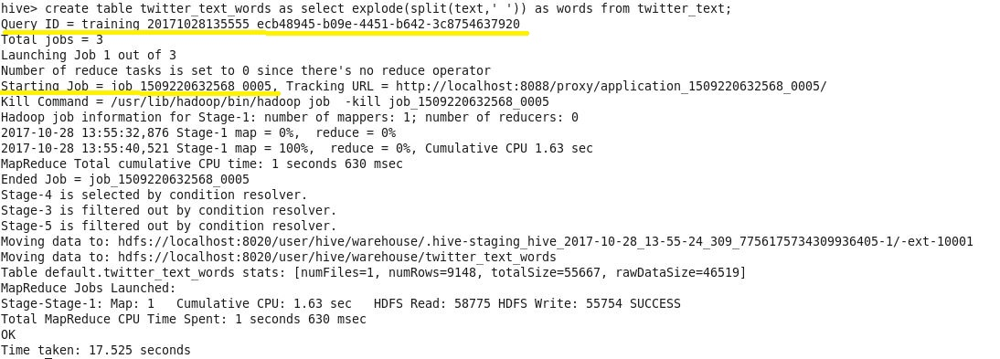 hive> create table twitter_text_words as select explode(split(text,' ')) as words from twitter_text;
Query ID = training_20171028135555_ecb48945-b09e-4451-b642-3c8754637920
Total jobs = 3
Launching Job 1 out of 3
Number of reduce tasks is set to 0 since there's no reduce operator
Starting Job = job_1509220632568_0005, Tracking URL = http://localhost:8088/proxy/application_1509220632568_0005/
Kill Command = /usr/lib/hadoop/bin/hadoop job  -kill job_1509220632568_0005
Hadoop job information for Stage-1: number of mappers: 1; number of reducers: 0
2017-10-28 13:55:32,876 Stage-1 map = 0%,  reduce = 0%
2017-10-28 13:55:40,521 Stage-1 map = 100%,  reduce = 0%, Cumulative CPU 1.63 sec
MapReduce Total cumulative CPU time: 1 seconds 630 msec
Ended Job = job_1509220632568_0005
Stage-4 is selected by condition resolver.
Stage-3 is filtered out by condition resolver.
Stage-5 is filtered out by condition resolver.
Moving data to: hdfs://localhost:8020/user/hive/warehouse/.hive-staging_hive_2017-10-28_13-55-24_309_7756175734309936405-1/-ext-10001
Moving data to: hdfs://localhost:8020/user/hive/warehouse/twitter_text_words
Table default.twitter_text_words stats: [numFiles=1, numRows=9148, totalSize=55667, rawDataSize=46519]
MapReduce Jobs Launched:
Stage-Stage-1: Map: 1   Cumulative CPU: 1.63 sec   HDFS Read: 58775 HDFS Write: 55754 SUCCESS
Total MapReduce CPU Time Spent: 1 seconds 630 msec
OK
Time taken: 17.525 seconds